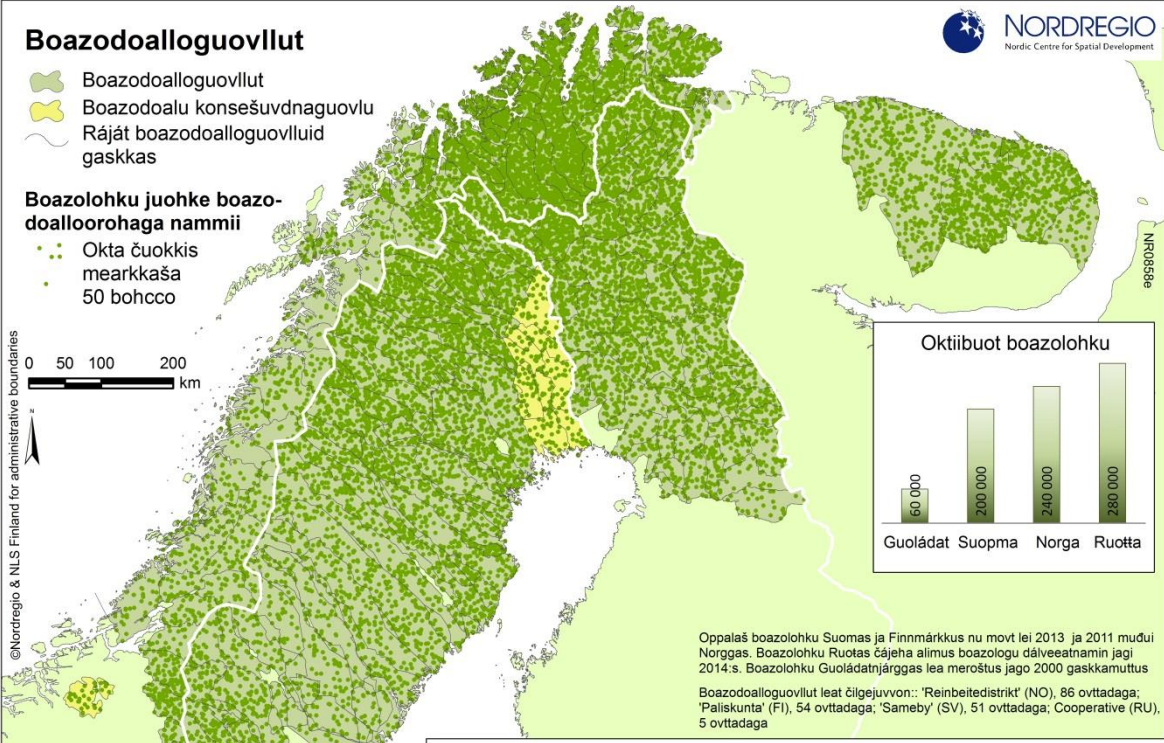 Boazodoalloguovllut
Boazodoalloguovllut
Boazodoalu konsešuvdnaguovlu
Ráját boazodoalloguovlluid
gaskkas
Boazolohku juohke boazo-
doalloorohaga nammii
Okta čuokkis
mearkkaša
50 bohcco
0 50 100 200
km
N
©Nordregio & NLS Finland for administrative boundaries
NORDREGIO
Nordic Centre for Spatial Development
NR0858e
Oktiibuot boazolohku
60 000
200 000
240 000
280 000
Guoládat Suopma Norga Ruoŧŧa
Oppalaš boazolohku Suomas ja Finnmárkkus nu movt lei 2013 ja 2011 muđui
Norggas. Boazolohku Ruoŧas čájeha alimus boazologu dálveeatnamin jagi
2014:s. Boazolohku Guoládatnjárggas lea meroštus jago 2000 gaskkamuttus
Boazodoalloguovllut leat čilgejuvvon:: 'Reinbeitedistrikt' (NO), 86 ovttadaga;
'Paliskunta' (FI), 54 ovttadaga; 'Sameby' (SV), 51 ovttadaga; Cooperative (RU),
5 ovttadaga